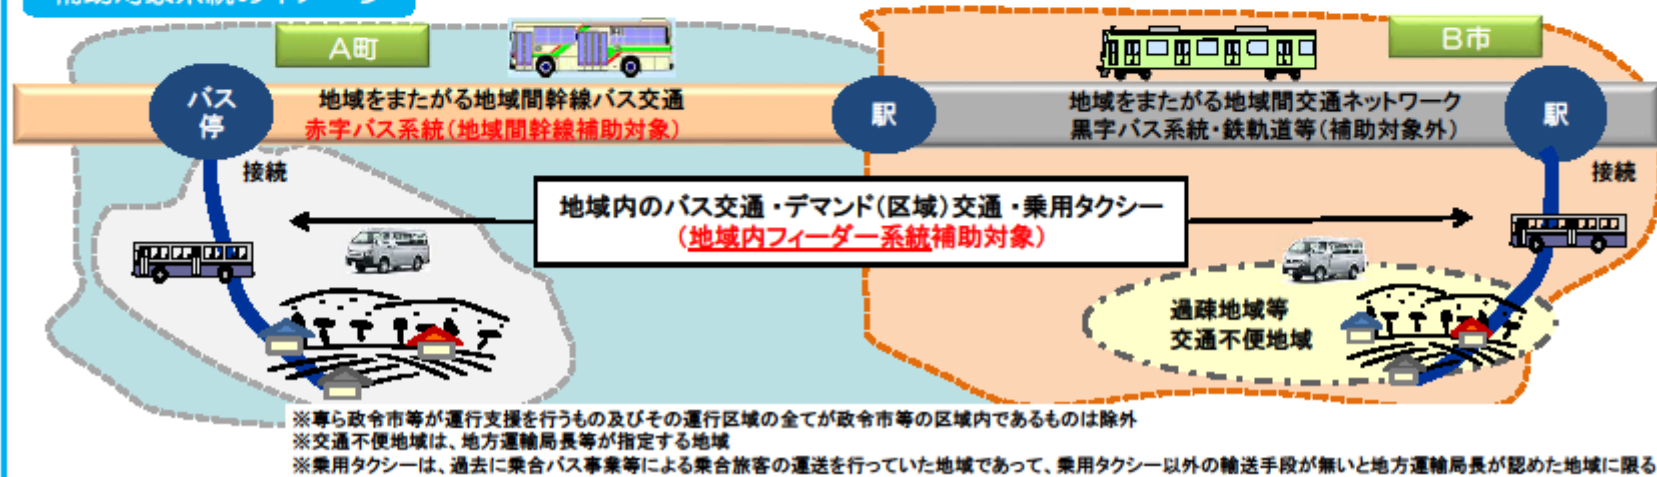 補助対象系統のイメージ
A町
B市
バス停
地域をまたがる地域間幹線バス交通
赤字バス系統(地域間幹線補助対象)
駅
地域をまたがる地域間交通ネットワーク
黒字バス系統・鉄軌道等(補助対象外)
駅
接続
接続
地域内のバス交通・デマンド(区域)交通・乗用タクシー
(地域内フィーダー系統補助対象)
過疎地域等
交通不便地域
※専ら政令市等が運行支援を行うもの及びその運行区域の全てが政令市等の区域内であるものは除外
※交通不便地域は、地方運輸局長等が指定する地域
※乗用タクシーは、過去に乗合バス事業等による乗合旅客の運送を行っていた地域であって、乗用タクシー以外の輸送手段が無いと地方運輸局長が認めた地域に限る